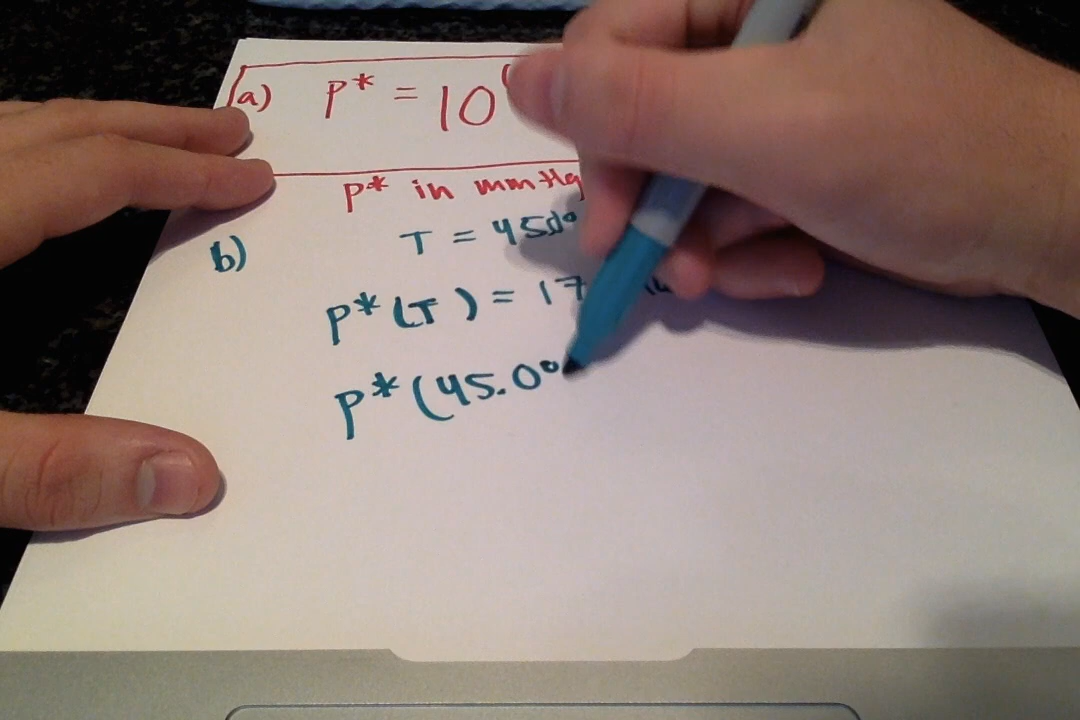 a) P* = 10
P* in mmHg
b) T = 45.0°
P*(T) = 17
P*(45.0°